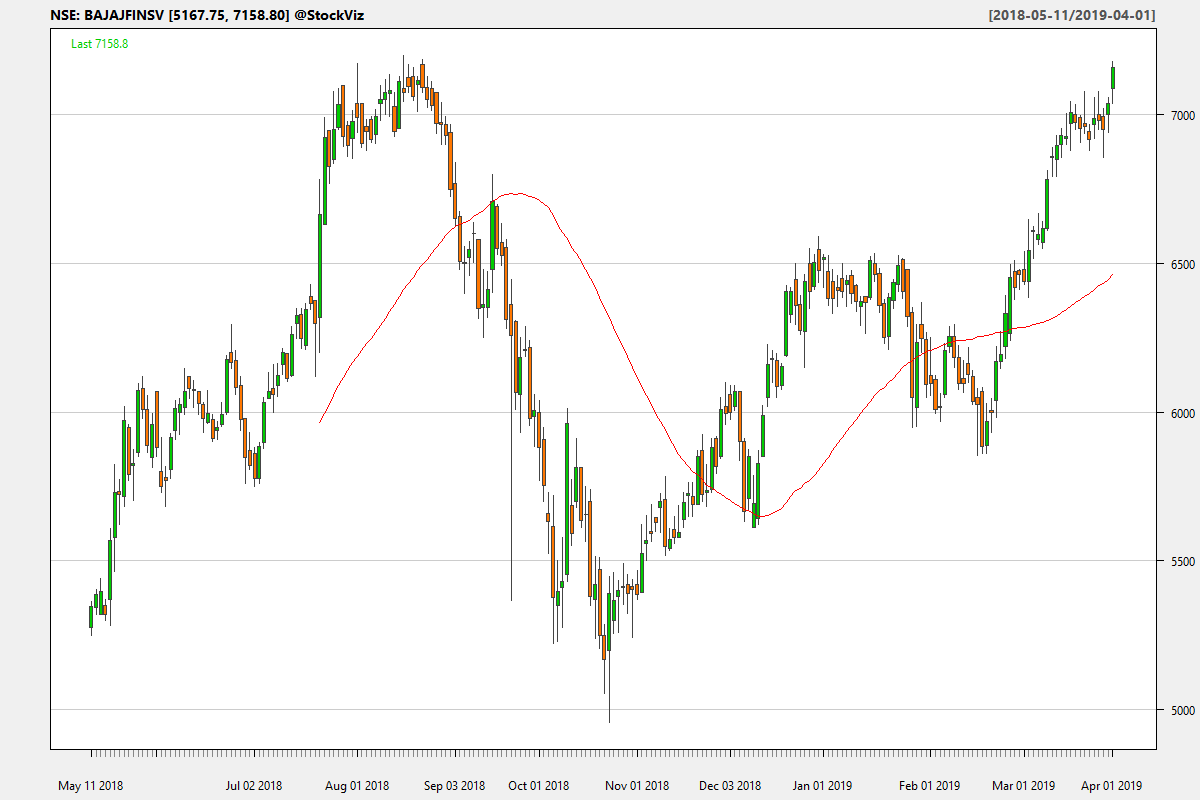 NSE: BAJAJFINSV [5167.75, 7158.80] @StockViz
[2018-05-11/2019-04-01]
Last 7158.8
7000
6500
6000
5500
5000
May 11 2018
Jul 02 2018
Aug 01 2018
Sep 03 2018
Oct 01 2018
Nov 01 2018
Dec 03 2018
Jan 01 2019
Feb 01 2019
Mar 01 2019
Apr 01 2019